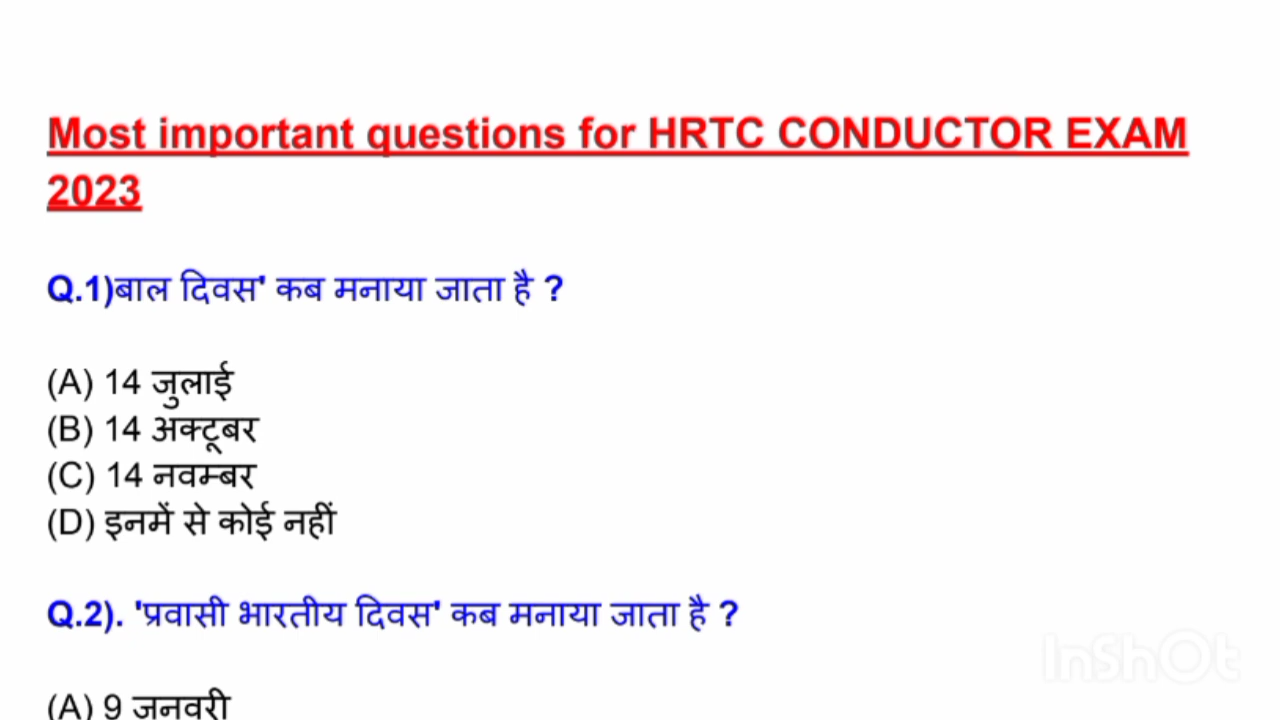 Most important questions for HRTC CONDUCTOR EXAM
2023
Q.1)बाल दिवस' कब मनाया जाता है ?
(A) 14 जुलाई
(B) 14 अक्टूबर
(C) 14 नवम्बर
(D) इनमें से कोई नहीं
Q.2). 'प्रवासी भारतीय दिवस' कब मनाया जाता है ?
InShOt
(A) 9 जनवरी